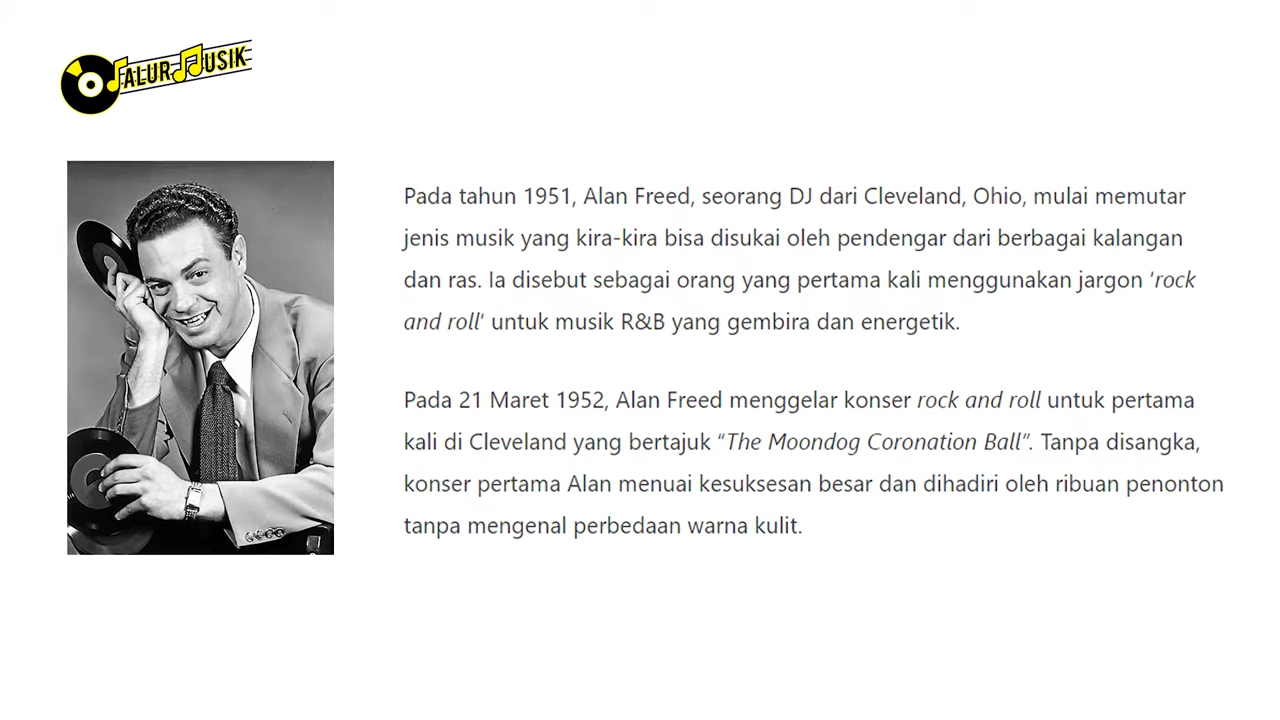 ALUR MUSIK
Pada tahun 1951, Alan Freed, seorang DJ dari Cleveland, Ohio, mulai memutar
jenis musik yang kira-kira bisa disukai oleh pendengar dari berbagai kalangan
dan ras. Ia disebut sebagai orang yang pertama kali menggunakan jargon ‘rock
and roll’ untuk musik R&B yang gembira dan energetik.
Pada 21 Maret 1952, Alan Freed menggelar konser rock and roll untuk pertama
kali di Cleveland yang bertajuk “The Moondog Coronation Ball”. Tanpa disangka,
konser pertama Alan menuai kesuksesan besar dan dihadiri oleh ribuan penonton
tanpa mengenal perbedaan warna kulit.